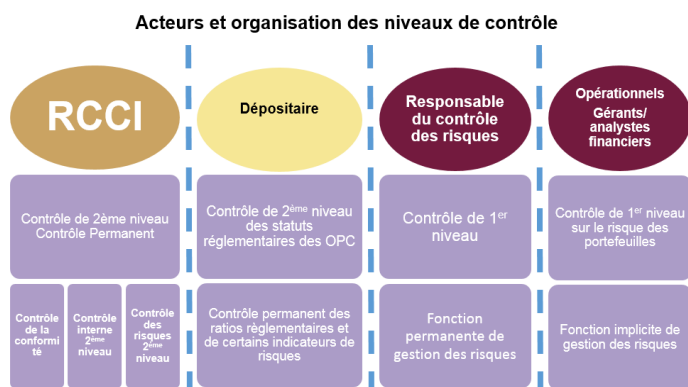 Acteurs et organisation des niveaux de contrôle
RCCI
Dépositaire
Responsable
du contrôle
des risques
Opérationnels
Gérants/
analystes
financiers
Contrôle de 2ème niveau
Contrôle Permanent
Contrôle de 2ème niveau
des statuts
réglementaires des OPC
Contrôle de 1er
niveau
Contrôle de 1er niveau
sur le risque des
portefeuilles
Contrôle
de la
conformi
té
Contrôle
interne
2ème
niveau
Contrôle
des
risques
2ème
niveau
Contrôle permanent des
ratios règlementaires et
de certains indicateurs de
risques
Fonction
permanente de
gestion des risques
Fonction implicite de
gestion des risques